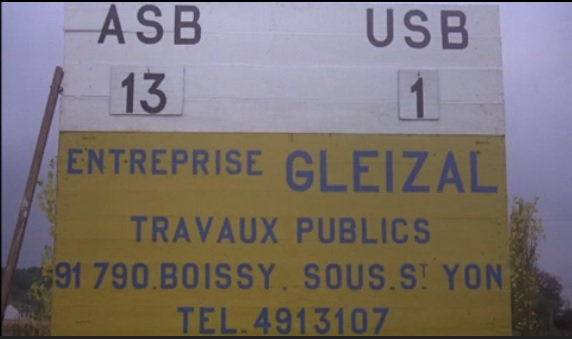 ASB USB
13 1
ENTREPRISE GLEIZAL
TRAVAUX PUBLICS
91 790.BOISSY. SOUS.ST YON
TEL.4913107